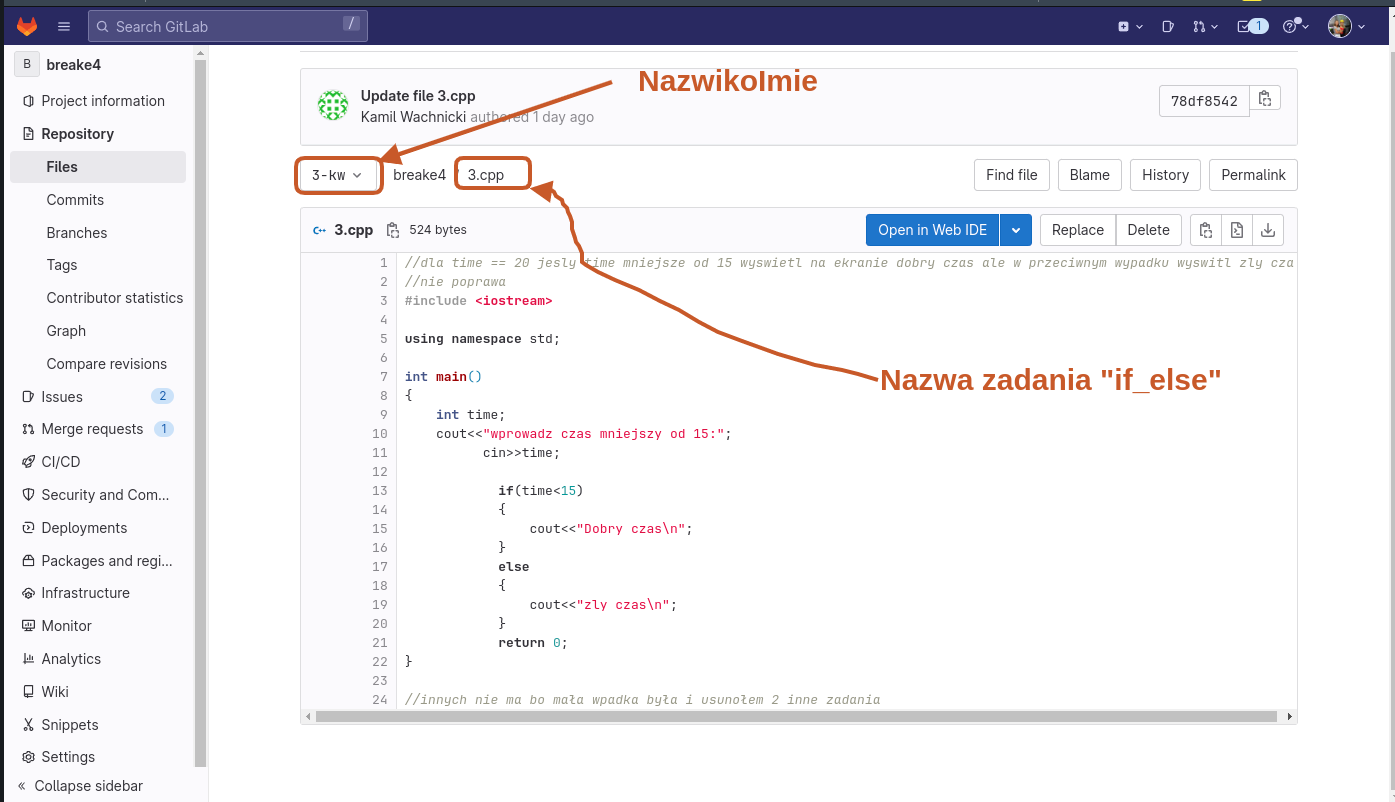 Search GitLab /
1
B breake4
Project information
Repository
Files
Commits
Branches
Tags
Contributor statistics
Graph
Compare revisions
Issues 2
Merge requests 1
CI/CD
Security and Com...
Deployments
Packages and regi...
Infrastructure
Monitor
Analytics
Wiki
Snippets
Settings
« Collapse sidebar
NazwikoImie
Update file 3.cpp
Kamil Wachnicki authored 1 day ago
78df8542
3-kw breake4 3.cpp
Find file Blame History Permalink
C++ 3.cpp 524 bytes
Open in Web IDE Replace Delete
1 //dla time == 20 jesly time mniejsze od 15 wyswietl na ekranie dobry czas ale w przeciwnym wypadku wyswitl zly cza
2 //nie poprawa
3 #include <iostream>
4
5 using namespace std;
6
7 int main()
8 {
9 int time;
10 cout<<"wprowadz czas mniejszy od 15:";
11 cin>>time;
12
13 if(time<15)
14 {
15 cout<<"Dobry czas\n";
16 }
17 else
18 {
19 cout<<"zly czas\n";
20 }
21 return 0;
22 }
23
24 //innych nie ma bo mała wpadka była i usunołem 2 inne zadania
Nazwa zadania "if_else"